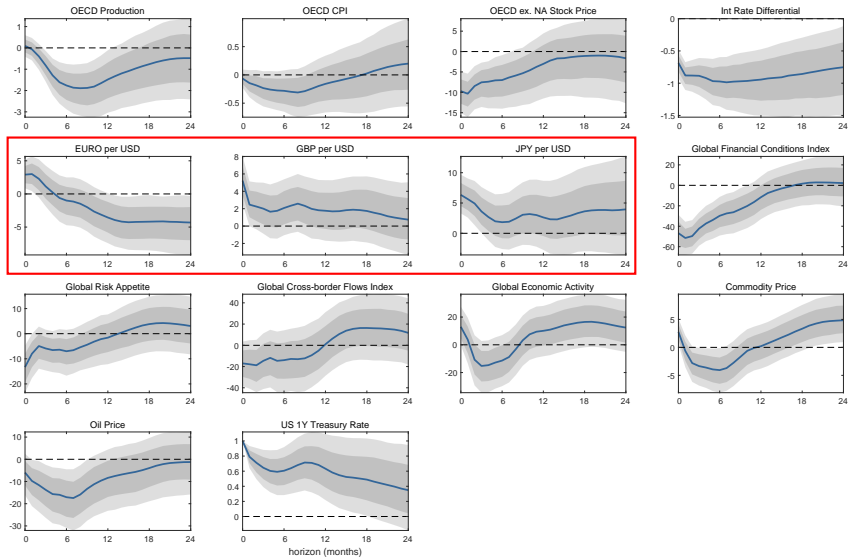 OECD Production
OECD CPI
OECD ex. NA Stock Price
Int Rate Differential
0
-1
-2
-3
0 6 12 18 24
0.5
0
-0.5
0 6 12 18 24
5
0
-5
-10
-15
0 6 12 18 24
0
-0.5
-1
-1.5
0 6 12 18 24
EURO per USD
GBP per USD
JPY per USD
Global Financial Conditions Index
5
0
-5
0 6 12 18 24
8
6
4
2
0
-2
0 6 12 18 24
10
5
0
0 6 12 18 24
20
0
-20
-40
-60
0 6 12 18 24
Global Risk Appetite
Global Cross-border Flows Index
Global Economic Activity
Commodity Price
10
0
-10
-20
0 6 12 18 24
40
20
0
-20
-40
0 6 12 18 24
20
0
-20
0 6 12 18 24
5
0
-5
0 6 12 18 24
Oil Price
US 1Y Treasury Rate
10
0
-10
-20
-30
0 6 12 18 24
1
0.8
0.6
0.4
0.2
0
0 6 12 18 24
horizon (months)